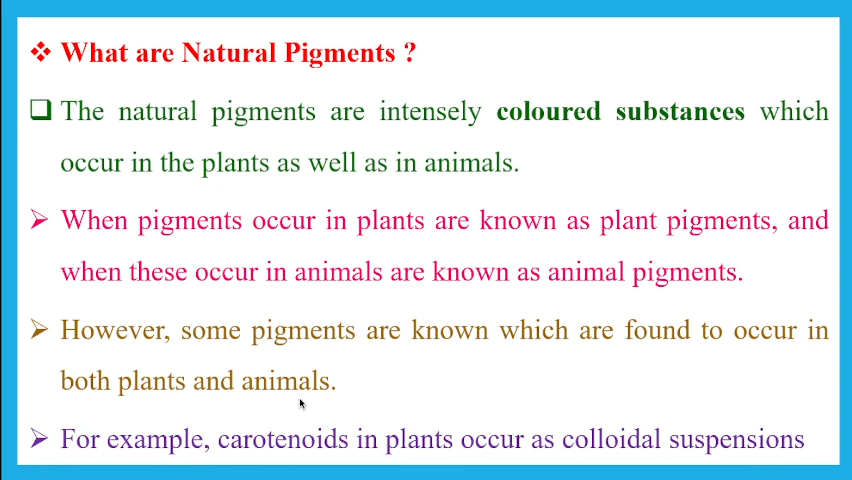 ❖ What are Natural Pigments ?
❑ The natural pigments are intensely coloured substances which
occur in the plants as well as in animals.
➢ When pigments occur in plants are known as plant pigments, and
when these occur in animals are known as animal pigments.
➢ However, some pigments are known which are found to occur in
both plants and animals.
➢ For example, carotenoids in plants occur as colloidal suspensions